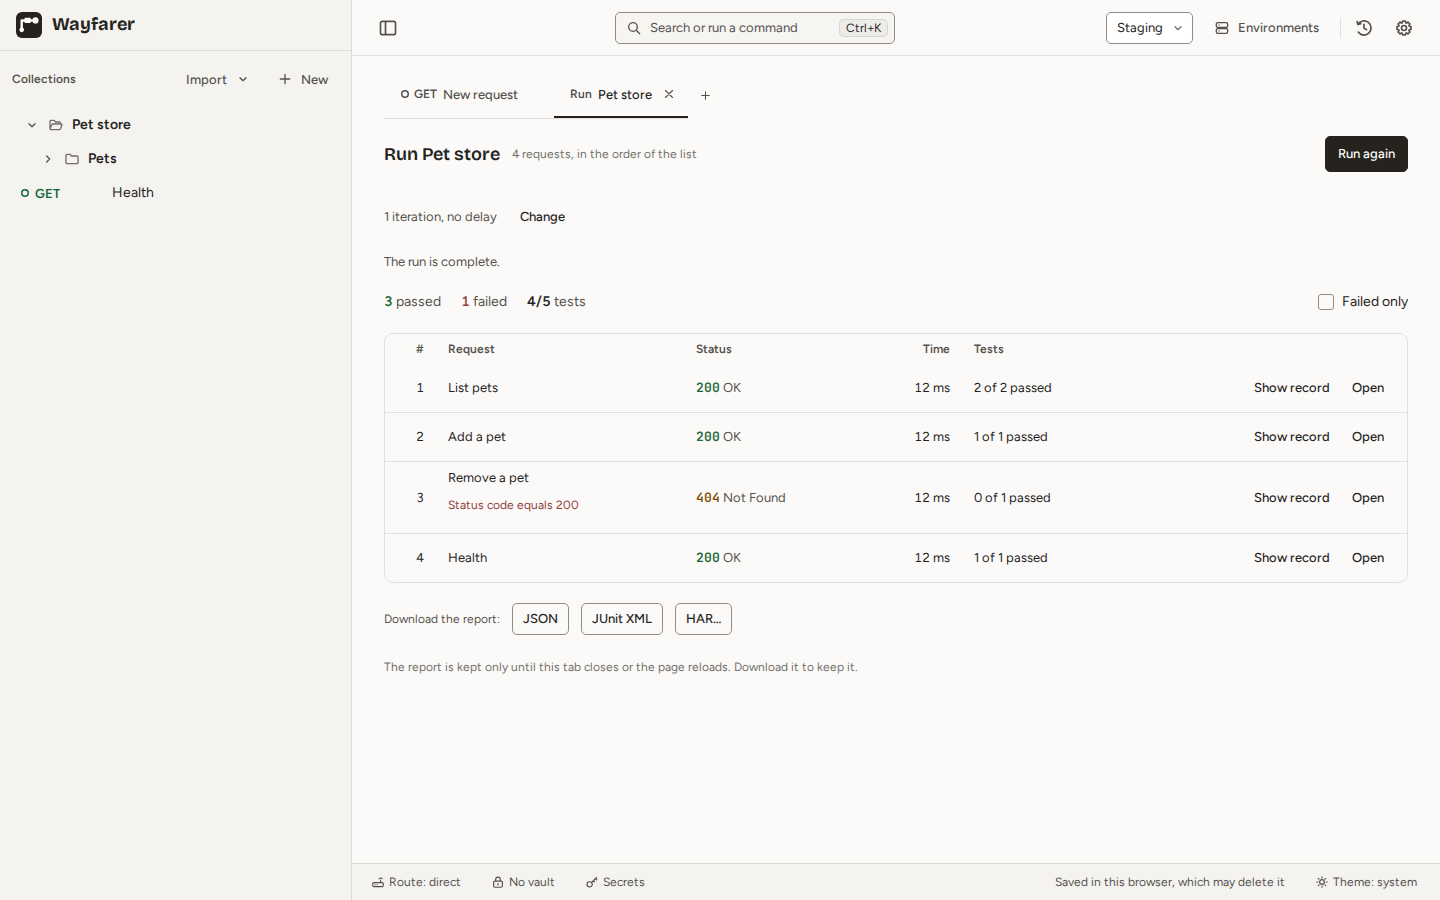 Wayfarer
Search or run a command Ctrl+K
Staging
Environments
Collections Import New
Pet store
Pets
GET Health
GET New request
Run Pet store
Run Pet store 4 requests, in the order of the list
Run again
1 iteration, no delay Change
The run is complete.
3 passed 1 failed 4/5 tests
Failed only
# Request Status Time Tests
1 List pets 200 OK 12 ms 2 of 2 passed Show record Open
2 Add a pet 200 OK 12 ms 1 of 1 passed Show record Open
3 Remove a pet 404 Not Found 12 ms 0 of 1 passed Show record Open
Status code equals 200
4 Health 200 OK 12 ms 1 of 1 passed Show record Open
Download the report: JSON JUnit XML HAR...
The report is kept only until this tab closes or the page reloads. Download it to keep it.
Route: direct No vault Secrets Saved in this browser, which may delete it Theme: system